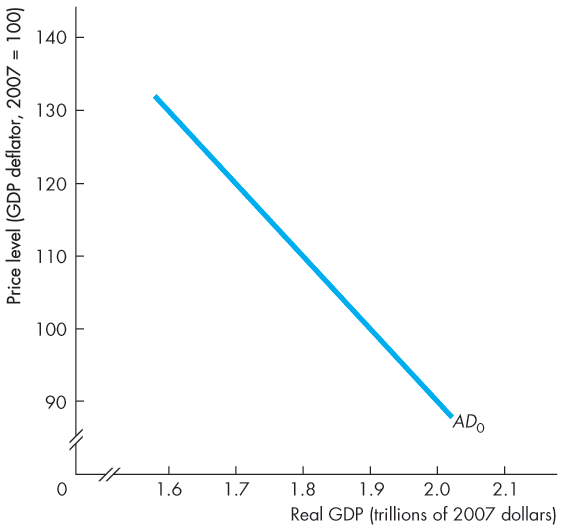 Price level (GDP deflator, 2007 = 100)
140
130
120
110
100
90
AD0
0
1.6 1.7 1.8 1.9 2.0 2.1
Real GDP (trillions of 2007 dollars)